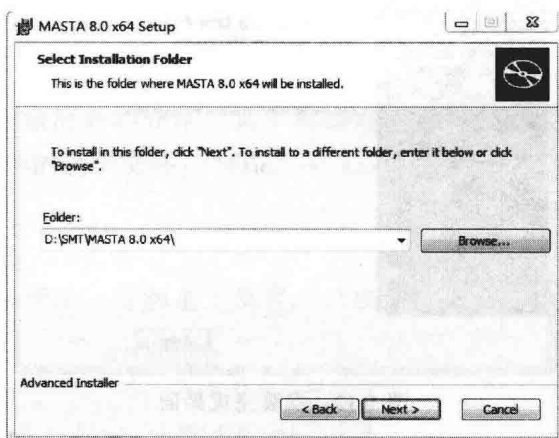 MASTA 8.0 x64 Setup
Select Installation Folder
This is the folder where MASTA 8.0 x64 will be installed.
To install in this folder, click "Next". To install to a different folder, enter it below or click
"Browse".
Folder:
D:\SMT\MASTA 8.0 x64\
Browse...
Advanced Installer
< Back
Next >
Cancel